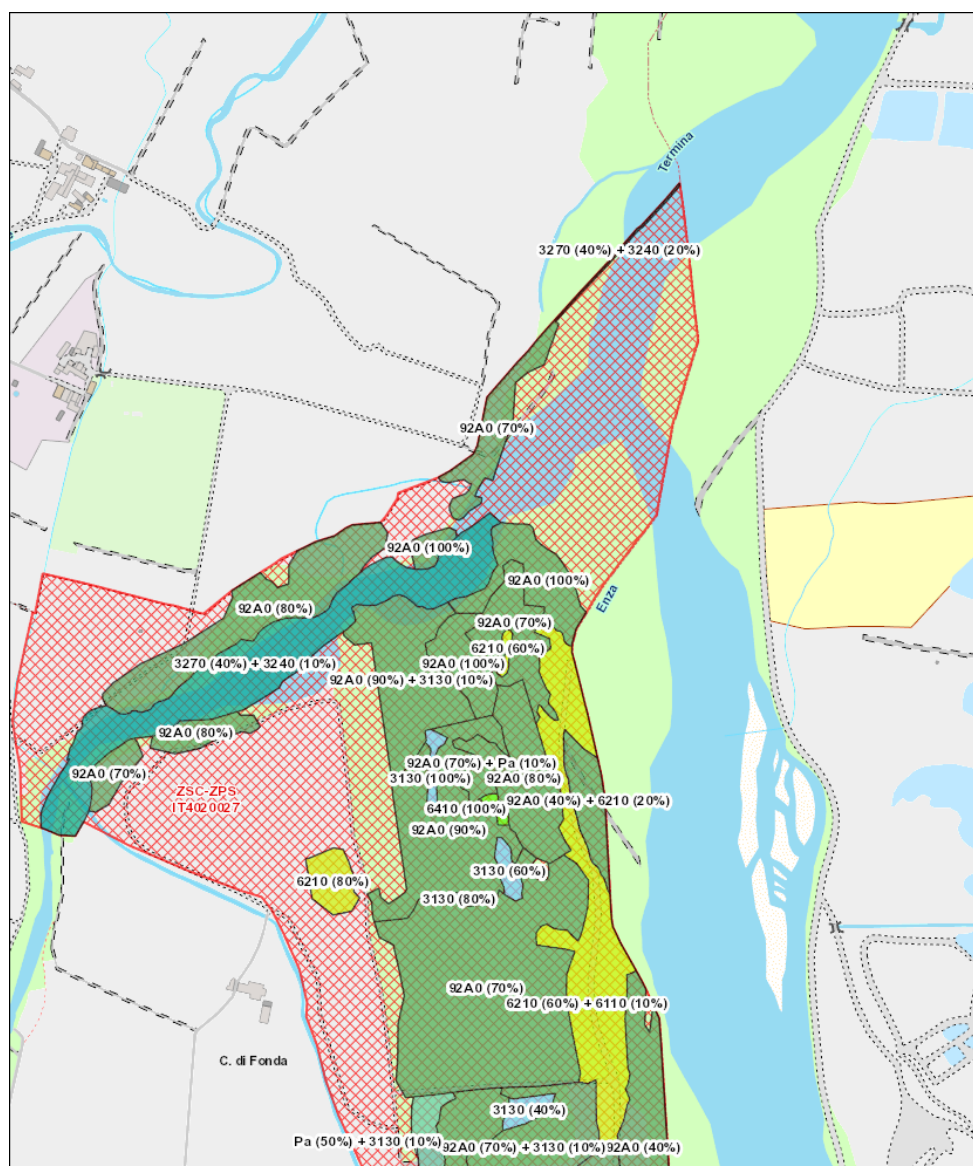 Termina
3270 (40%) + 3240 (20%)
92A0 (70%)
92A0 (100%)
92A0 (100%)
Enza
92A0 (80%)
92A0 (70%)
6210 (60%)
3270 (40%) + 3240 (10%)
92A0 (100%)
92A0 (90%) + 3130 (10%)
92A0 (80%)
92A0 (70%)
92A0 (70%) + Pa (10%)
3130 (100%)
92A0 (80%)
ZSC-ZPS
IT4020027
6410 (100%)
92A0 (40%) + 6210 (20%)
92A0 (90%)
6210 (80%)
3130 (60%)
3130 (80%)
92A0 (70%)
6210 (60%) + 6110 (10%)
C. di Fonda
3130 (40%)
Pa (50%) + 3130 (10%)
92A0 (70%) + 3130 (10%)
92A0 (40%)